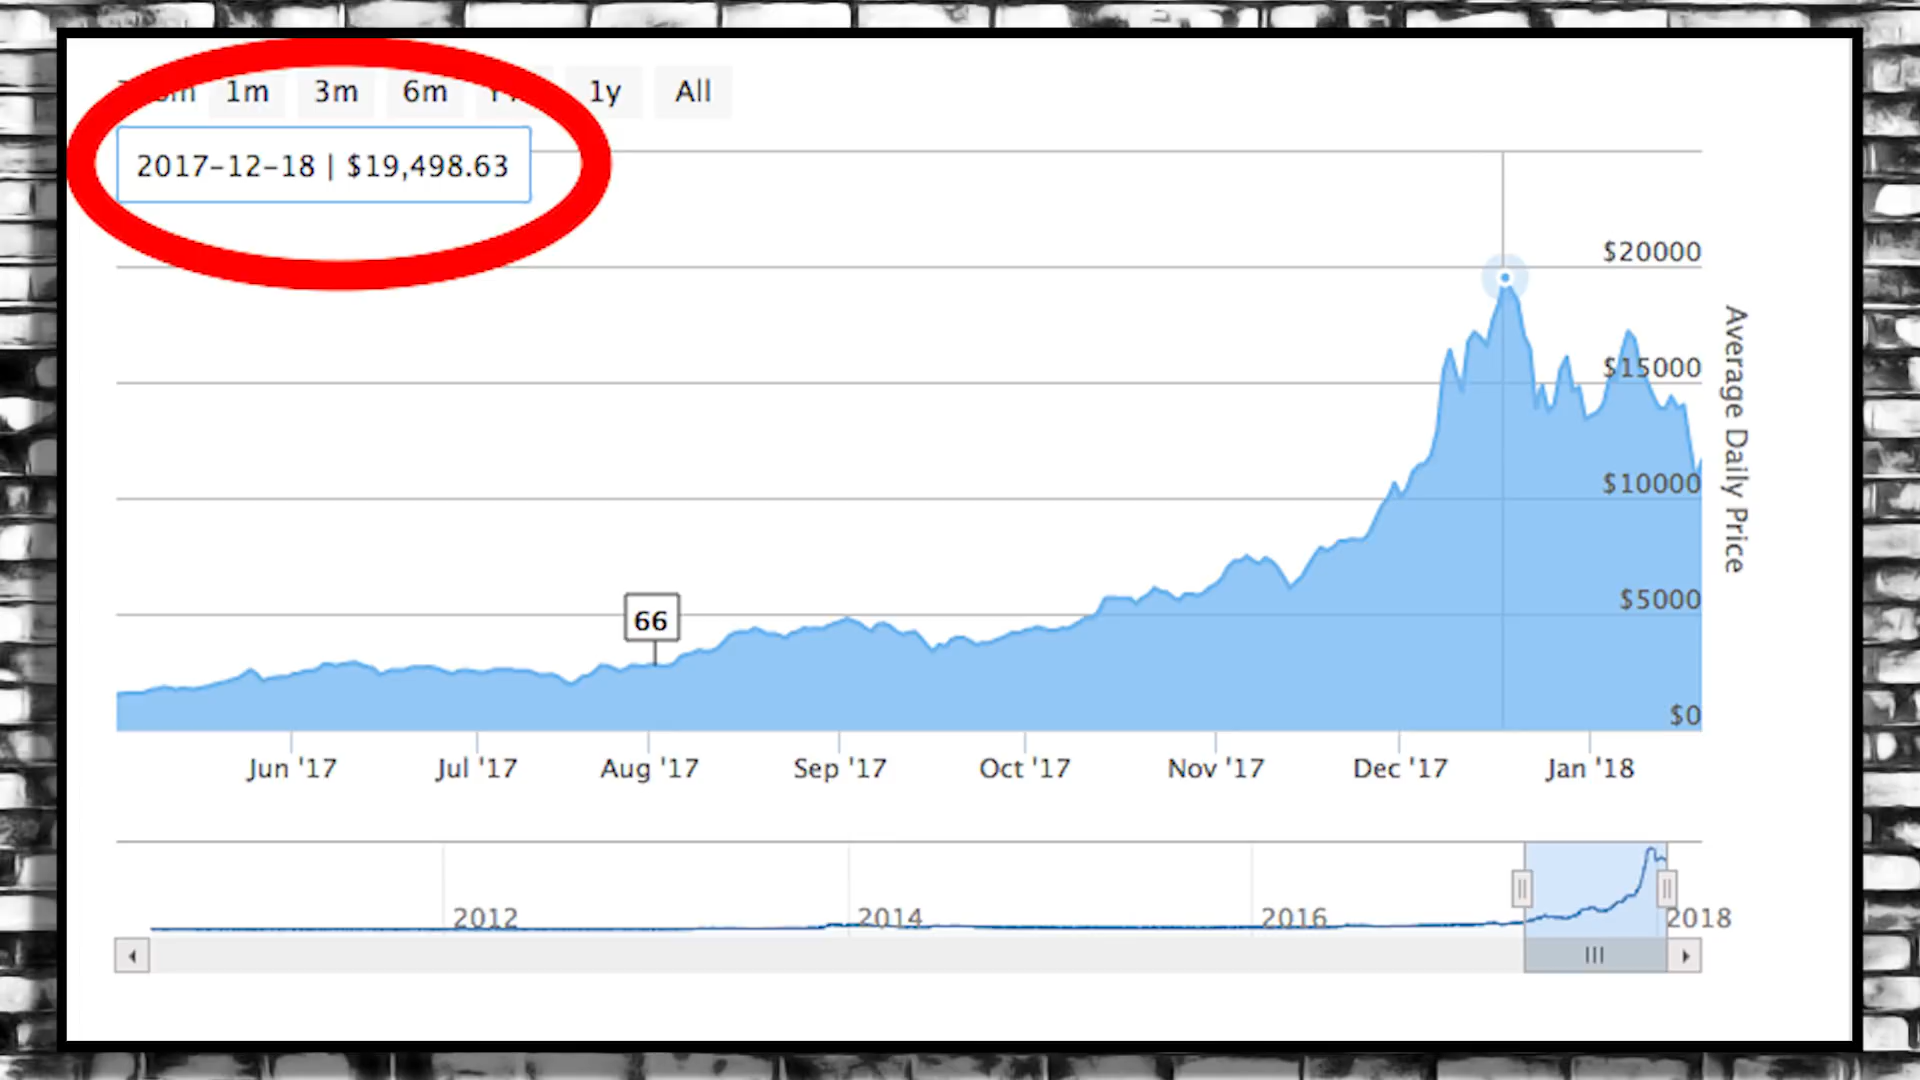 1m 3m 6m 1y All
2017-12-18 | $19,498.63
$20000
$15000
$10000
$5000
$0
Average Daily Price
66
Jun '17 Jul '17 Aug '17 Sep '17 Oct '17 Nov '17 Dec '17 Jan '18
2012 2014 2016 2018